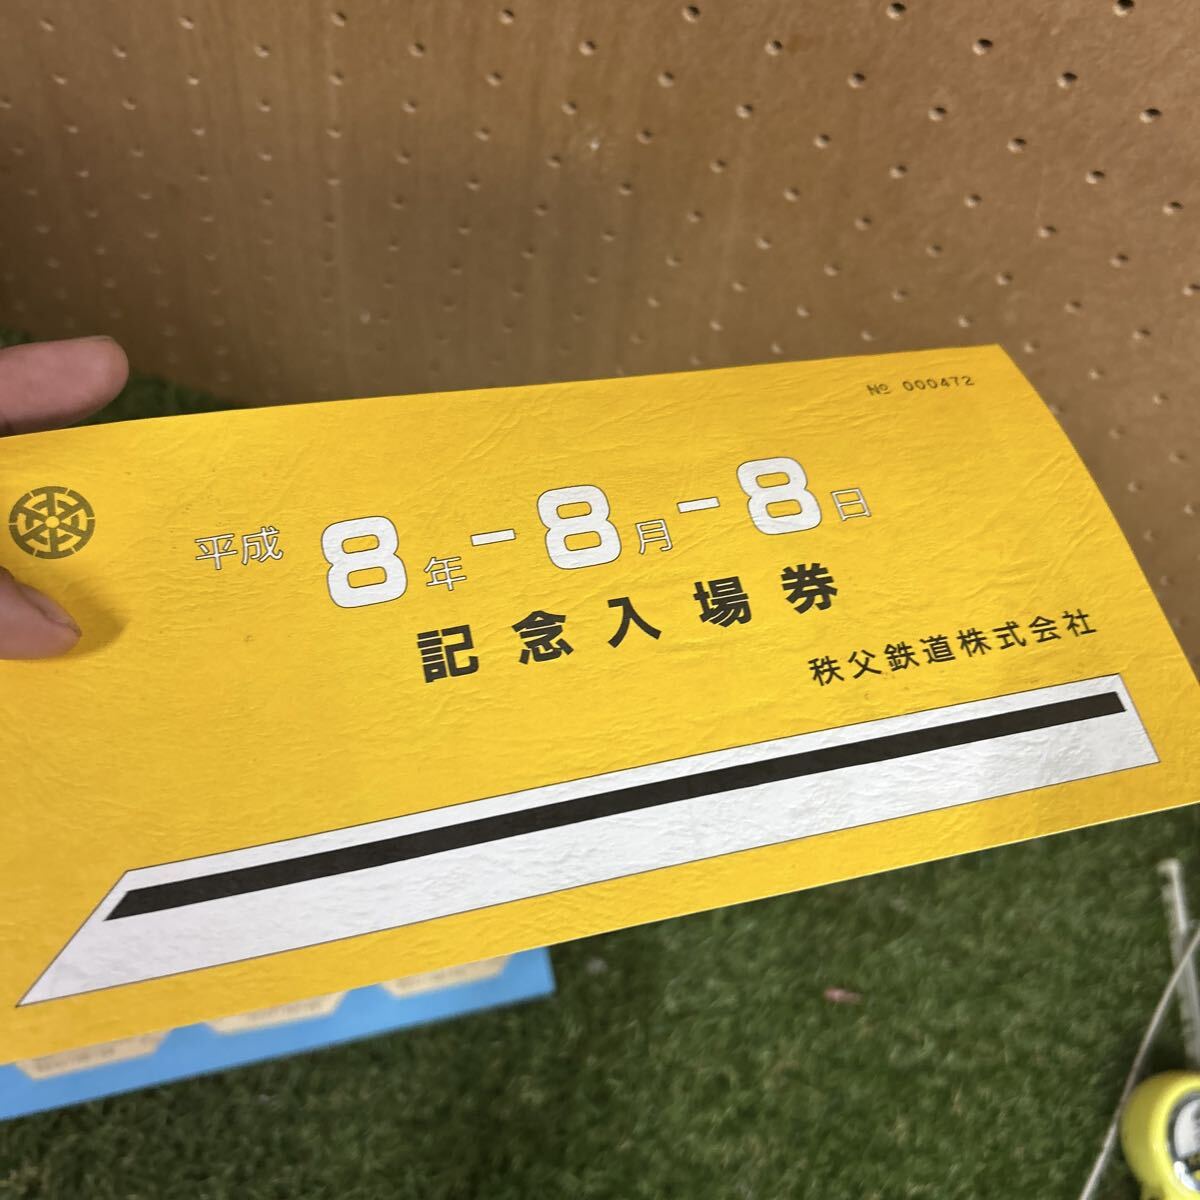 № 000472
平成 8年-8月-8日
記念入場券
秩父鉄道株式会社